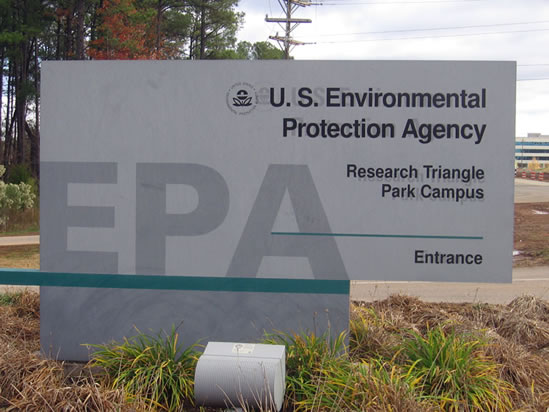 U. S. Environmental
Protection Agency
Research Triangle
Park Campus
EPA
Entrance